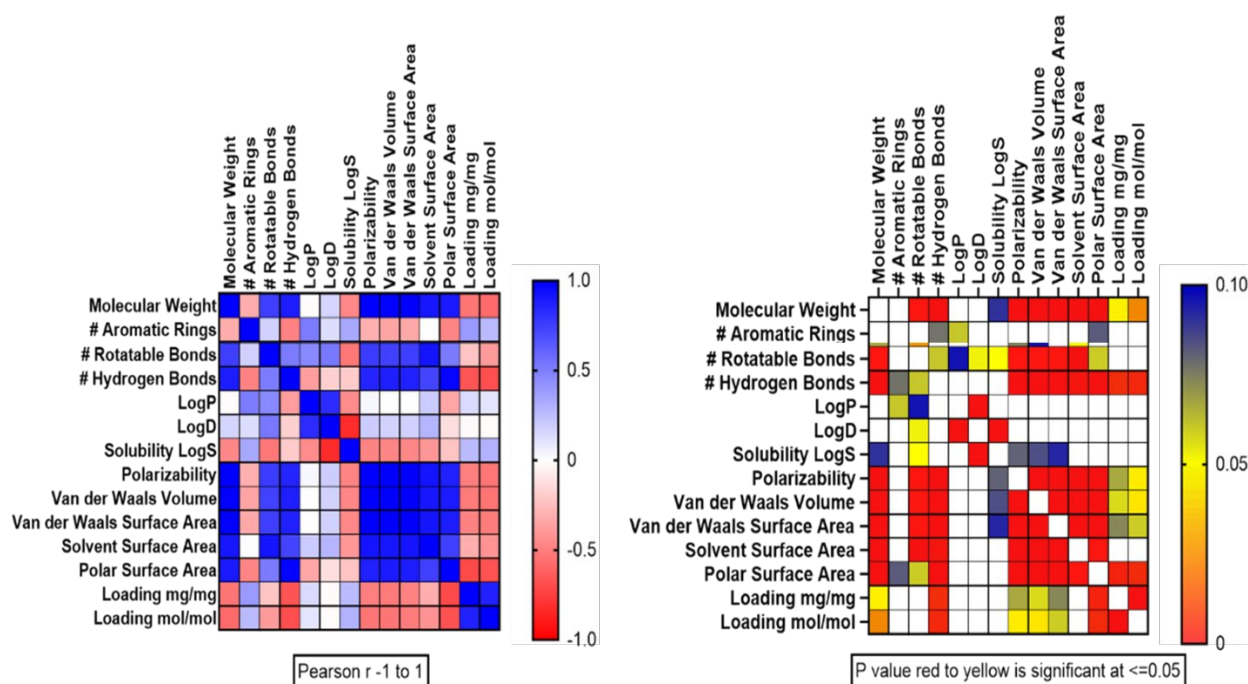 Molecular Weight
# Aromatic Rings
# Rotatable Bonds
# Hydrogen Bonds
LogP
LogD
Solubility LogS
Polarizability
Van der Waals Volume
Van der Waals Surface Area
Solvent Surface Area
Polar Surface Area
Loading mg/mg
Loading mol/mol
Molecular Weight
# Aromatic Rings
# Rotatable Bonds
# Hydrogen Bonds
LogP
LogD
Solubility LogS
Polarizability
Van der Waals Volume
Van der Waals Surface Area
Solvent Surface Area
Polar Surface Area
Loading mg/mg
Loading mol/mol
1.0
0.5
0
-0.5
-1.0
Pearson r -1 to 1
Molecular Weight
# Aromatic Rings
# Rotatable Bonds
# Hydrogen Bonds
LogP
LogD
Solubility LogS
Polarizability
Van der Waals Volume
Van der Waals Surface Area
Solvent Surface Area
Polar Surface Area
Loading mg/mg
Loading mol/mol
Molecular Weight
# Aromatic Rings
# Rotatable Bonds
# Hydrogen Bonds
LogP
LogD
Solubility LogS
Polarizability
Van der Waals Volume
Van der Waals Surface Area
Solvent Surface Area
Polar Surface Area
Loading mg/mg
Loading mol/mol
0.10
0.05
0
P value red to yellow is significant at <=0.05